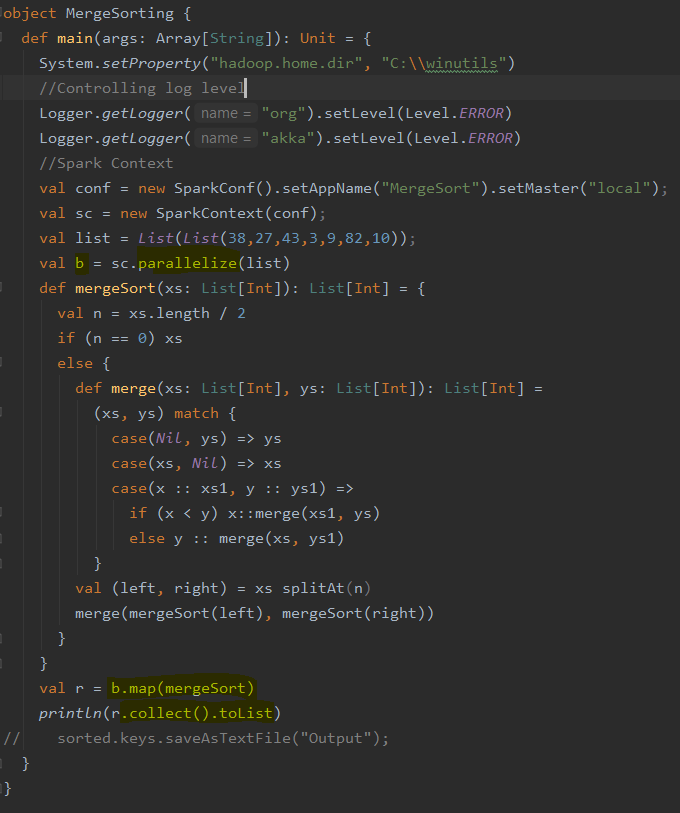 object MergeSorting {
  def main(args: Array[String]): Unit = {
    System.setProperty("hadoop.home.dir", "C:\\winutils")
    //Controlling log level
    Logger.getLogger( name = "org").setLevel(Level.ERROR)
    Logger.getLogger( name = "akka").setLevel(Level.ERROR)
    //Spark Context
    val conf = new SparkConf().setAppName("MergeSort").setMaster("local");
    val sc = new SparkContext(conf);
    val list = List(List(38,27,43,3,9,82,10));
    val b = sc.parallelize(list)
    def mergeSort(xs: List[Int]): List[Int] = {
      val n = xs.length / 2
      if (n == 0) xs
      else {
        def merge(xs: List[Int], ys: List[Int]): List[Int] =
          (xs, ys) match {
            case(Nil, ys) => ys
            case(xs, Nil) => xs
            case(x :: xs1, y :: ys1) =>
              if (x < y) x::merge(xs1, ys)
              else y :: merge(xs, ys1)
          }
        val (left, right) = xs splitAt(n)
        merge(mergeSort(left), mergeSort(right))
      }
    }
    val r = b.map(mergeSort)
    println(r.collect().toList)
//    sorted.keys.saveAsTextFile("Output");
  }
}